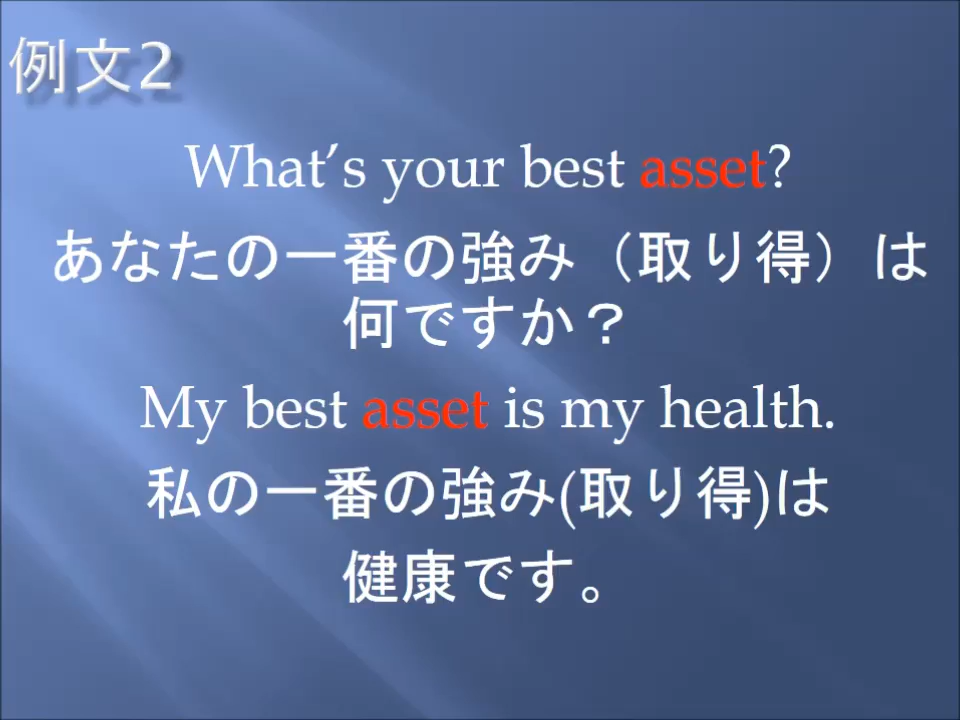 例文2
What’s your best asset?
あなたの一番の強み（取り得）は
何ですか？
My best asset is my health.
私の一番の強み(取り得)は
健康です。